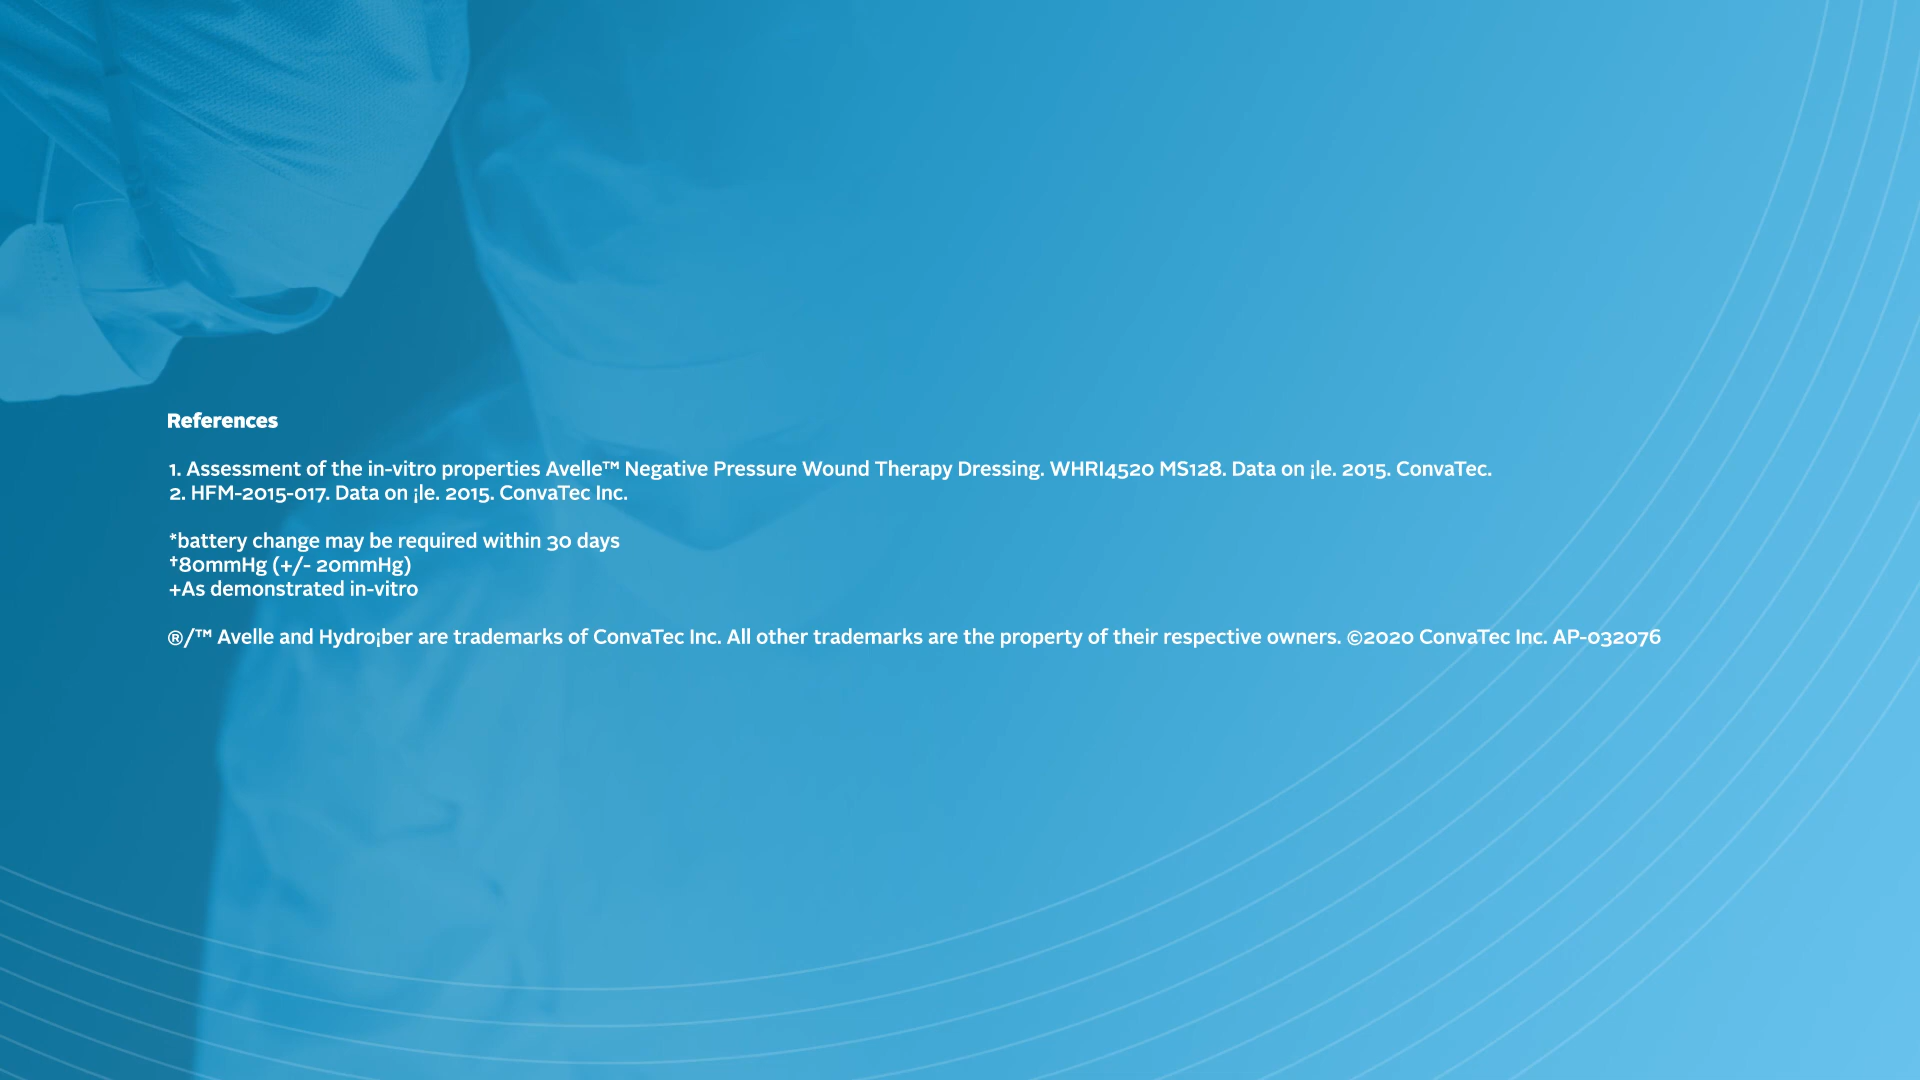 References
1. Assessment of the in-vitro properties Avelle™ Negative Pressure Wound Therapy Dressing. WHRI4520 MS128. Data on ¡le. 2015. ConvaTec.
2. HFM-2015-017. Data on ¡le. 2015. ConvaTec Inc.
*battery change may be required within 30 days
†80mmHg (+/- 20mmHg)
+As demonstrated in-vitro
®/™ Avelle and Hydro¡ber are trademarks of ConvaTec Inc. All other trademarks are the property of their respective owners. ©2020 ConvaTec Inc. AP-032076